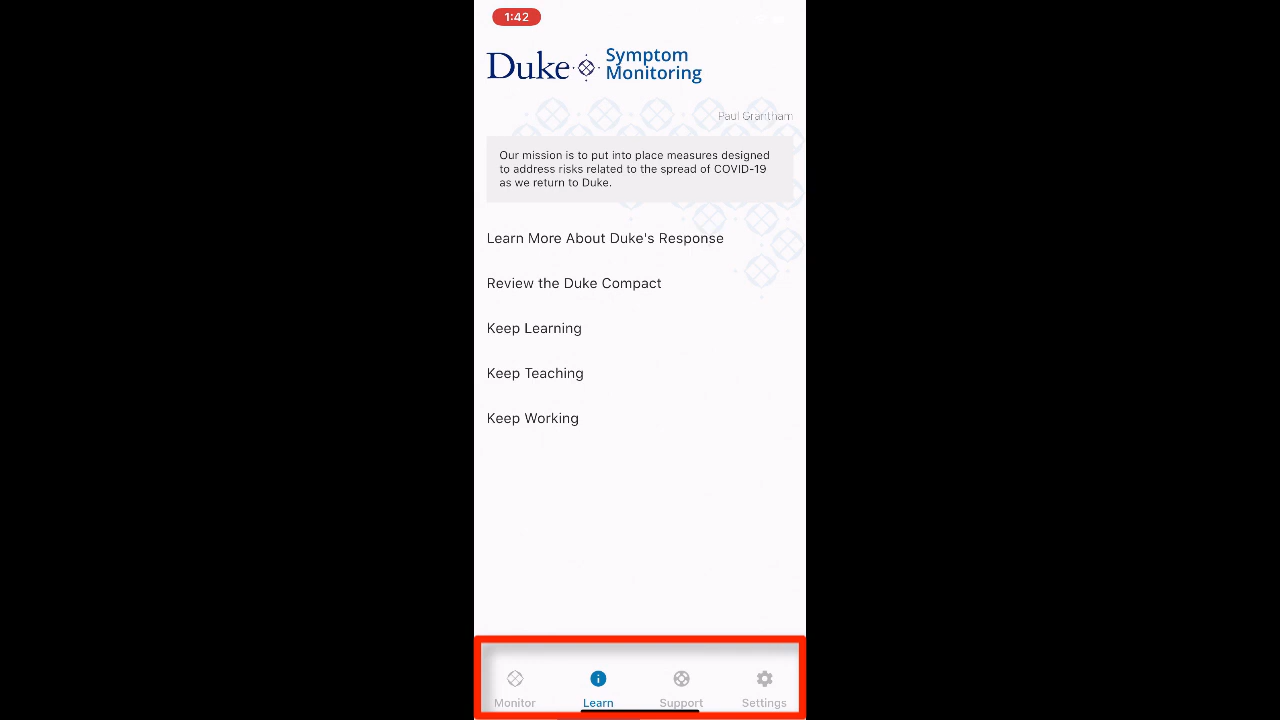 1:42
Duke Symptom
Monitoring
Paul Grantham
Our mission is to put into place measures designed
to address risks related to the spread of COVID-19
as we return to Duke.
Learn More About Duke's Response
Review the Duke Compact
Keep Learning
Keep Teaching
Keep Working
Monitor Learn Support Settings